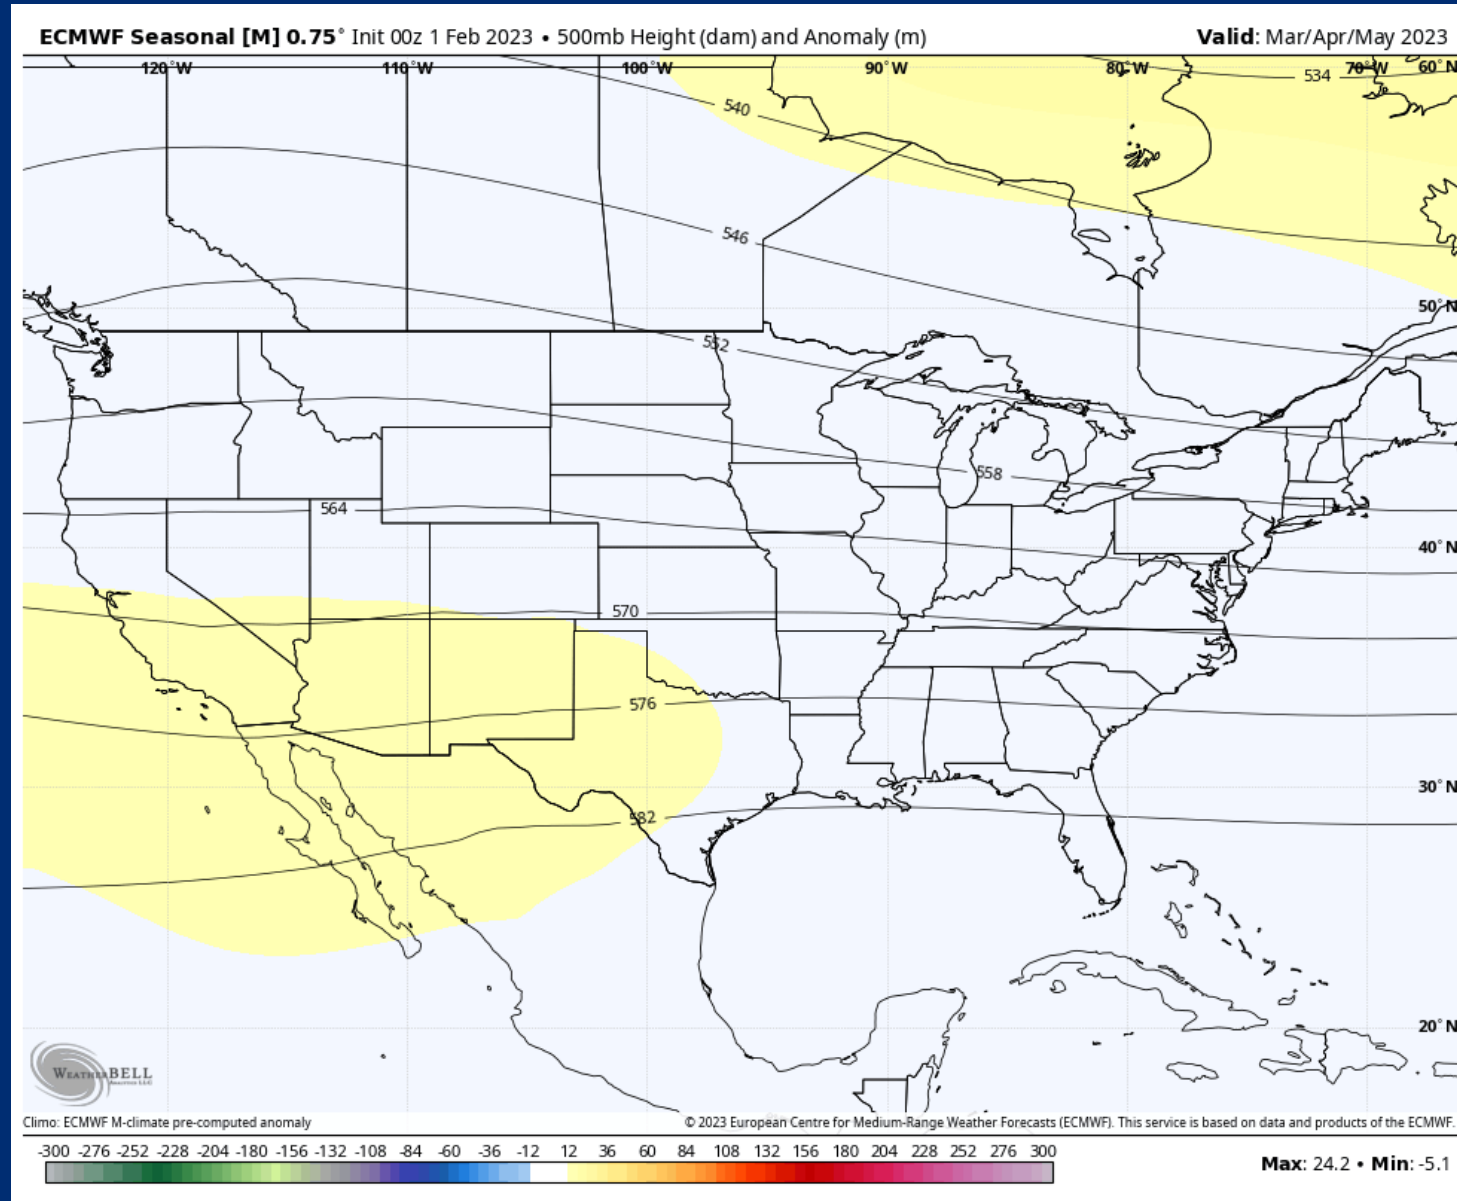 ECMWF Seasonal [M] 0.75° Init 00z 1 Feb 2023 • 500mb Height (dam) and Anomaly (m)
Valid: Mar/Apr/May 2023
120°W 110°W 100°W 90°W 80°W 70°W 60°N
534
540
546
50°N
552
558
564
40°N
570
576
30°N
582
20°N
WEATHERBELL
ANALYTICS LLC
Climo: ECMWF M-climate pre-computed anomaly
© 2023 European Centre for Medium-Range Weather Forecasts (ECMWF). This service is based on data and products of the ECMWF.
-300 -276 -252 -228 -204 -180 -156 -132 -108 -84 -60 -36 -12 12 36 60 84 108 132 156 180 204 228 252 276 300
Max: 24.2 • Min: -5.1